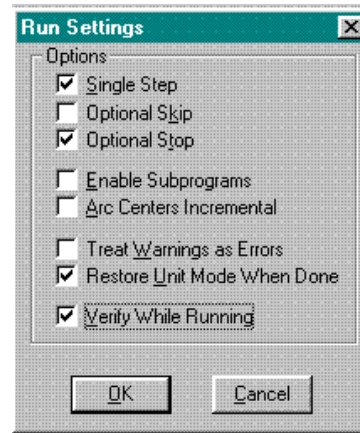 Run Settings
Options
Single Step
Optional Skip
Optional Stop
Enable Subprograms
Arc Centers Incremental
Treat Warnings as Errors
Restore Unit Mode When Done
Verify While Running
OK
Cancel